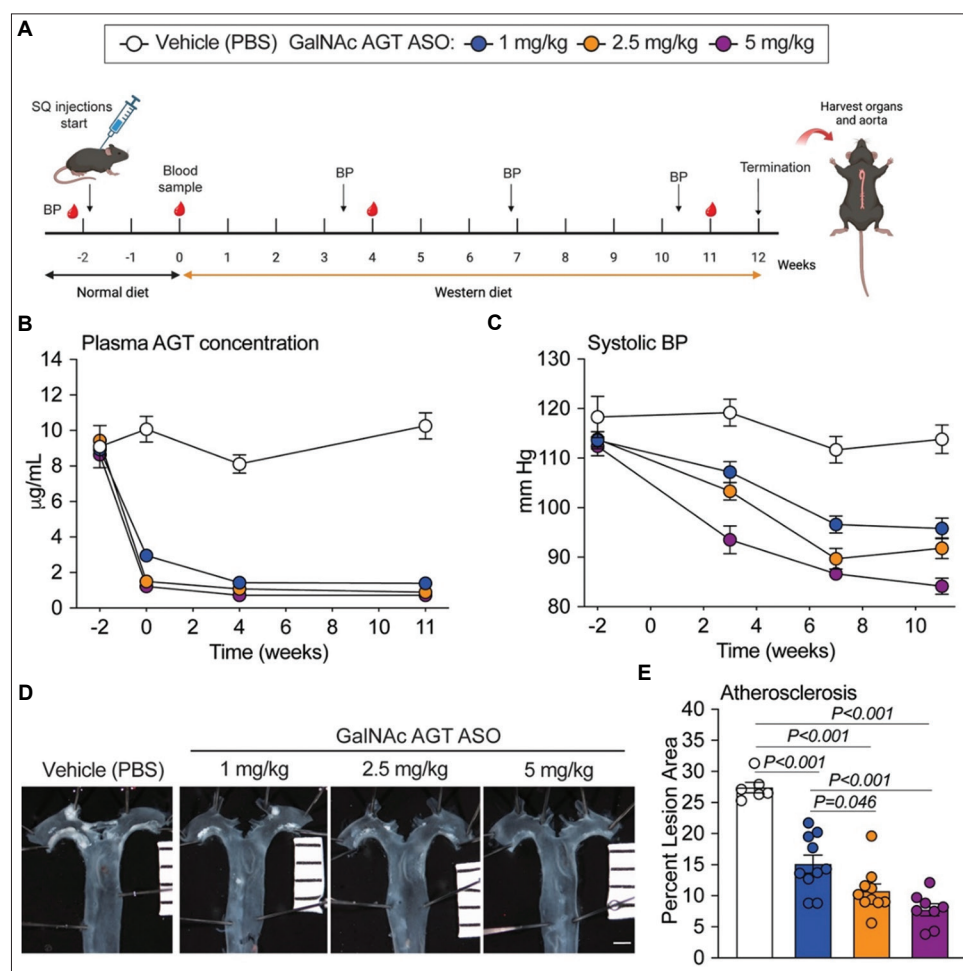 A
Vehicle (PBS) GalNAc AGT ASO: 1 mg/kg 2.5 mg/kg 5 mg/kg
SQ injections
start
Blood
sample
BP
BP
BP
BP
Termination
Harvest organs
and aorta
-2 -1 0 1 2 3 4 5 6 7 8 9 10 11 12 Weeks
Normal diet
Western diet
B
Plasma AGT concentration
14
12
10
8
6
4
2
0
µg/mL
-2 0 2 4 6 8 10 11
Time (weeks)
C
Systolic BP
130
120
110
100
90
80
mm Hg
-2 0 2 4 6 8 10
Time (weeks)
D
GalNAc AGT ASO
Vehicle (PBS) 1 mg/kg 2.5 mg/kg 5 mg/kg
E
Atherosclerosis
40
35
30
25
20
15
10
5
0
Percent Lesion Area
P<0.001
P<0.001
P<0.001
P<0.001
P=0.046